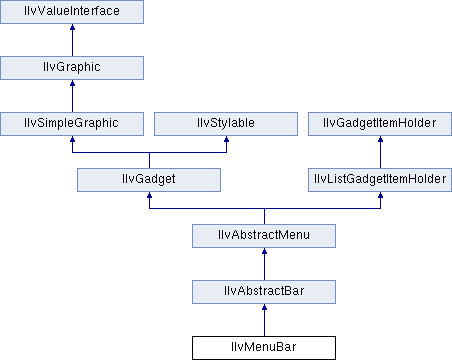 IlvValueInterface
IlvGraphic
IlvSimpleGraphic
IlvStylable
IlvGadgetItemHolder
IlvGadget
IlvListGadgetItemHolder
IlvAbstractMenu
IlvAbstractBar
IlvMenuBar